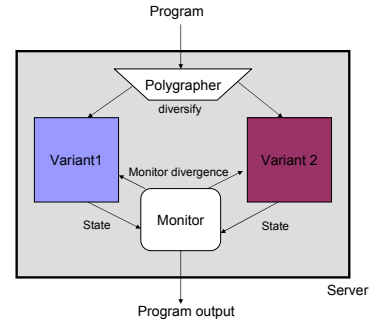 Program
Polygrapher
diversify
Variant1
Monitor divergence
Variant 2
State
Monitor
State
Server
Program output